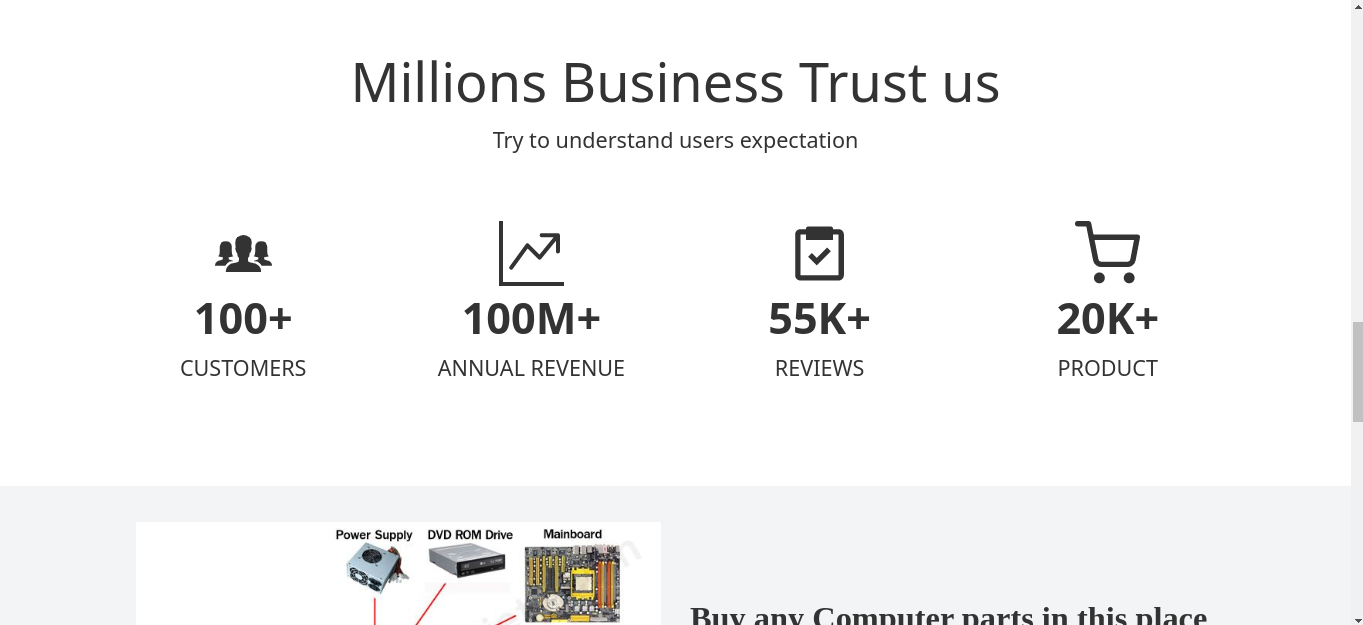 Millions Business Trust us
Try to understand users expectation
100+
100M+
55K+
20K+
CUSTOMERS
ANNUAL REVENUE
REVIEWS
PRODUCT
Power Supply
DVD ROM Drive
Mainboard
Buy any Computer parts in this place